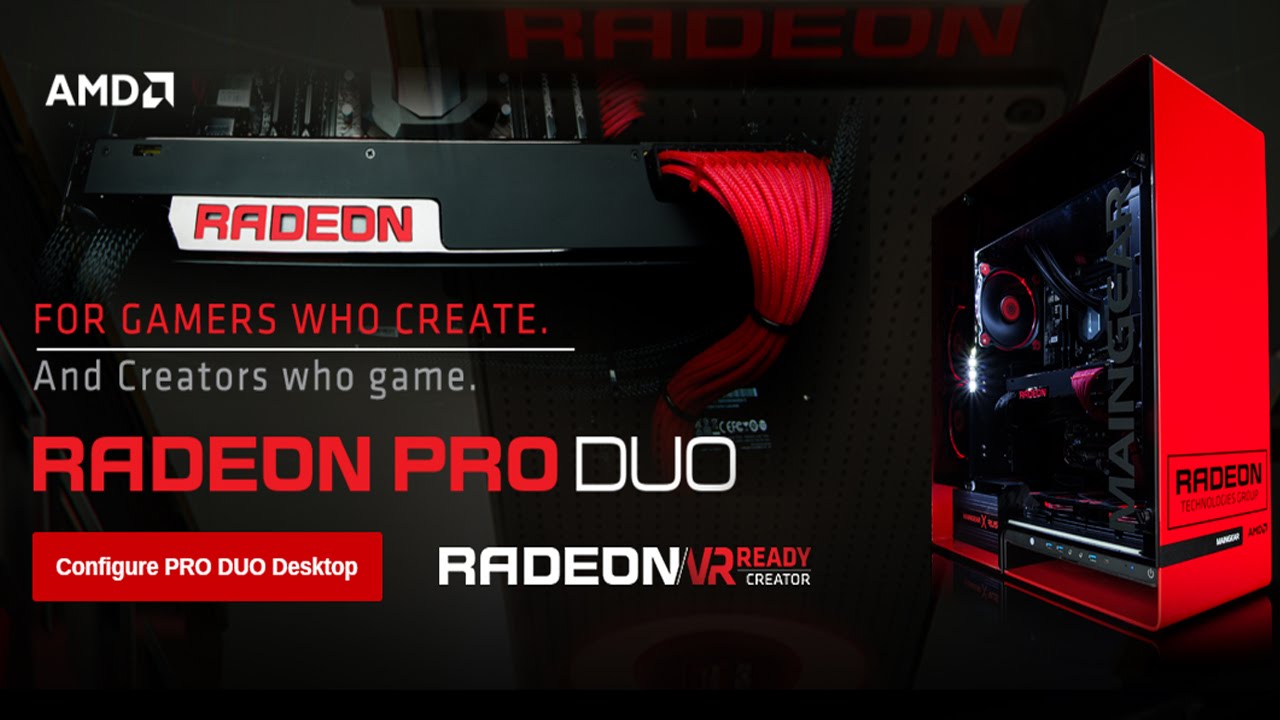 RADEON
AMD
RADEON
FOR GAMERS WHO CREATE.
And Creators who game.
RADEON PRO DUO
Configure PRO DUO Desktop
RADEON/VR READY
CREATOR
MAINGEAR
RADEON
RADEON
TECHNOLOGIES GROUP
MAINGEAR
AMD